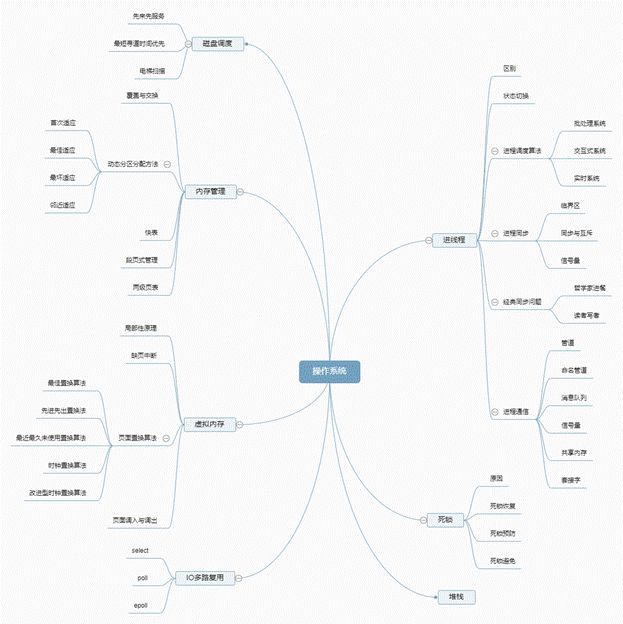 操作系统
磁盘调度
先来先服务
最短寻道时间优先
电梯扫描
内存管理
覆盖与交换
动态分区分配方法
首次适应
最佳适应
最坏适应
邻近适应
快表
段页式管理
两级页表
虚拟内存
局部性原理
缺页中断
页面置换算法
最佳置换算法
先进先出置换法
最近最久未使用置换算法
时钟置换算法
改进型时钟置换算法
页面调入与调出
IO多路复用
select
poll
epoll
进线程
区别
状态切换
进程调度算法
批处理系统
交互式系统
实时系统
进程同步
临界区
同步与互斥
信号量
经典同步问题
哲学家进餐
读者写者
进程通信
管道
命名管道
消息队列
信号量
共享内存
套接字
死锁
原因
死锁恢复
死锁预防
死锁避免
堆栈